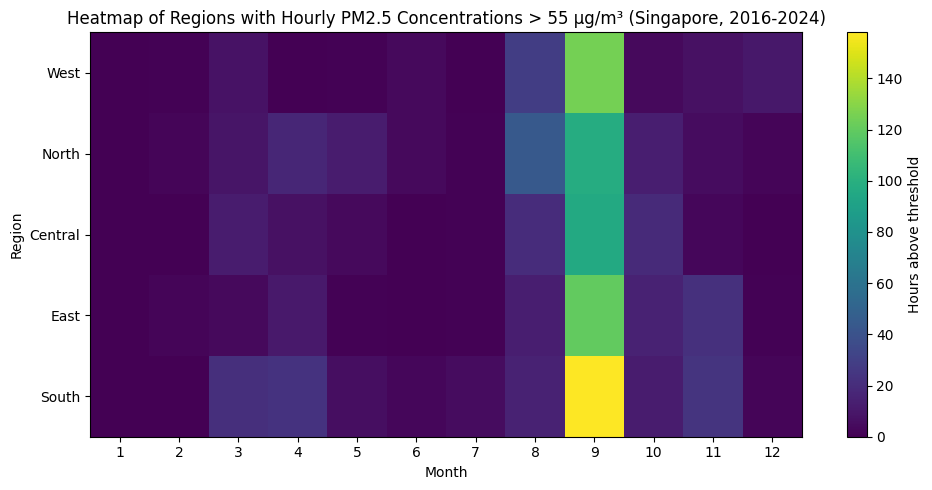 Heatmap of Regions with Hourly PM2.5 Concentrations > 55 µg/m³ (Singapore, 2016-2024)
West
North
Central
East
South
Region
1 2 3 4 5 6 7 8 9 10 11 12
Month
140
120
100
80
60
40
20
0
Hours above threshold